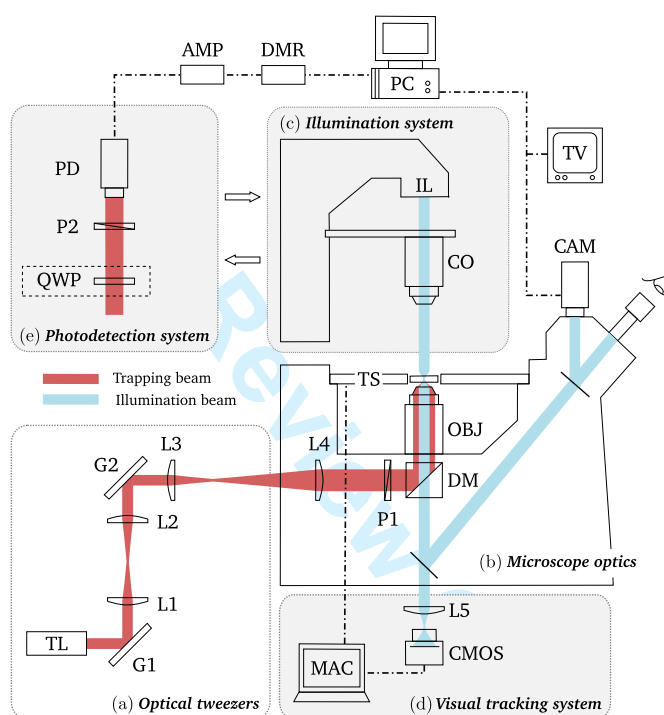 AMP
DMR
PC
(c) Illumination system
PD
IL
TV
P2
CO
CAM
QWP
(e) Photodetection system
Review
TS
Trapping beam
Illumination beam
OBJ
L3
L4
G2
DM
P1
L2
(b) Microscope optics
L1
L5
TL
G1
MAC
CMOS
(a) Optical tweezers
(d) Visual tracking system